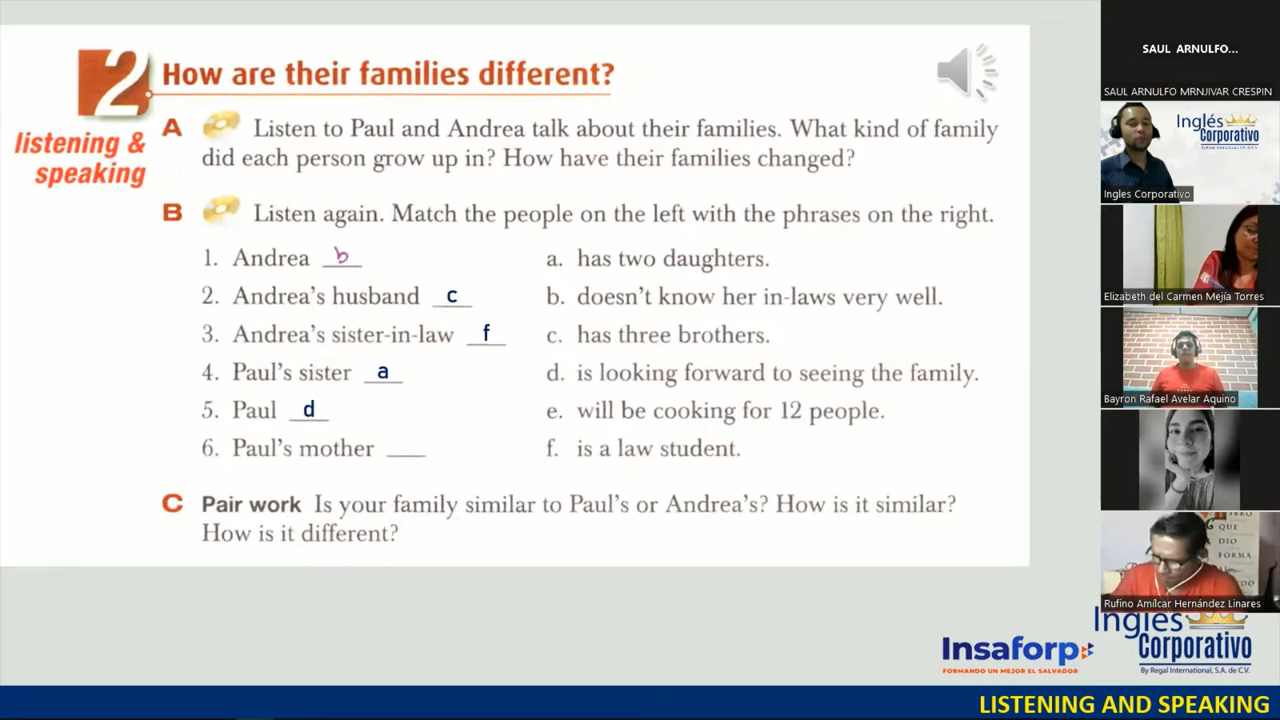 2
listening &
speaking
How are their families different?
A Listen to Paul and Andrea talk about their families. What kind of family
did each person grow up in? How have their families changed?
B Listen again. Match the people on the left with the phrases on the right.
1. Andrea b
a. has two daughters.
2. Andrea's husband c
b. doesn't know her in-laws very well.
3. Andrea's sister-in-law f
c. has three brothers.
4. Paul's sister a
d. is looking forward to seeing the family.
5. Paul d
e. will be cooking for 12 people.
6. Paul's mother ___
f. is a law student.
C Pair work Is your family similar to Paul's or Andrea's? How is it similar?
How is it different?
SAUL ARNULFO...
SAUL ARNULFO MRNJIVAR CRESPIN
Inglés
Corporativo
Ingles Corporativo
Elizabeth del Carmen Mejía Torres
Bayron Rafael Avelar Aquino
QUE
DIO
FORMA
Rufino Amílcar Hernández Linares
Insaforp
FORMANDO UN MEJOR EL SALVADOR
Inglés
Corporativo
By Regal International, S.A. de C.V.
LISTENING AND SPEAKING